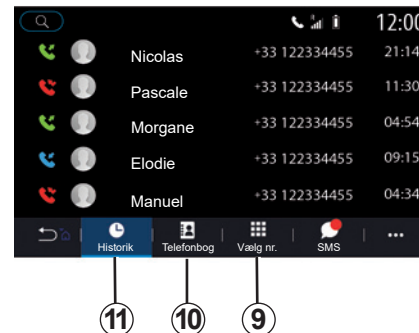 12:00
Nicolas +33 122334455 21:14
Pascale +33 122334455 11:30
Morgane +33 122334455 04:54
Elodie +33 122334455 09:15
Manuel +33 122334455 04:34
Historik Telefonbog Vælg nr. SMS
11 10 9